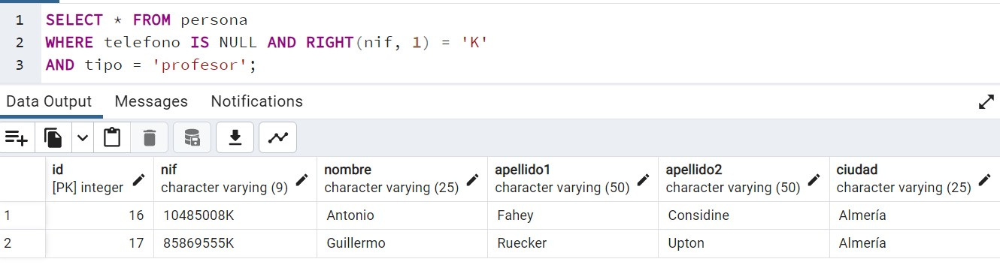 1 SELECT * FROM persona
2 WHERE telefono IS NULL AND RIGHT(nif, 1) = 'K'
3 AND tipo = 'profesor';
Data Output Messages Notifications
id nif nombre apellido1 apellido2 ciudad
[PK] integer character varying (9) character varying (25) character varying (50) character varying (50) character varying (25)
1 16 10485008K Antonio Fahey Considine Almería
2 17 85869555K Guillermo Ruecker Upton Almería